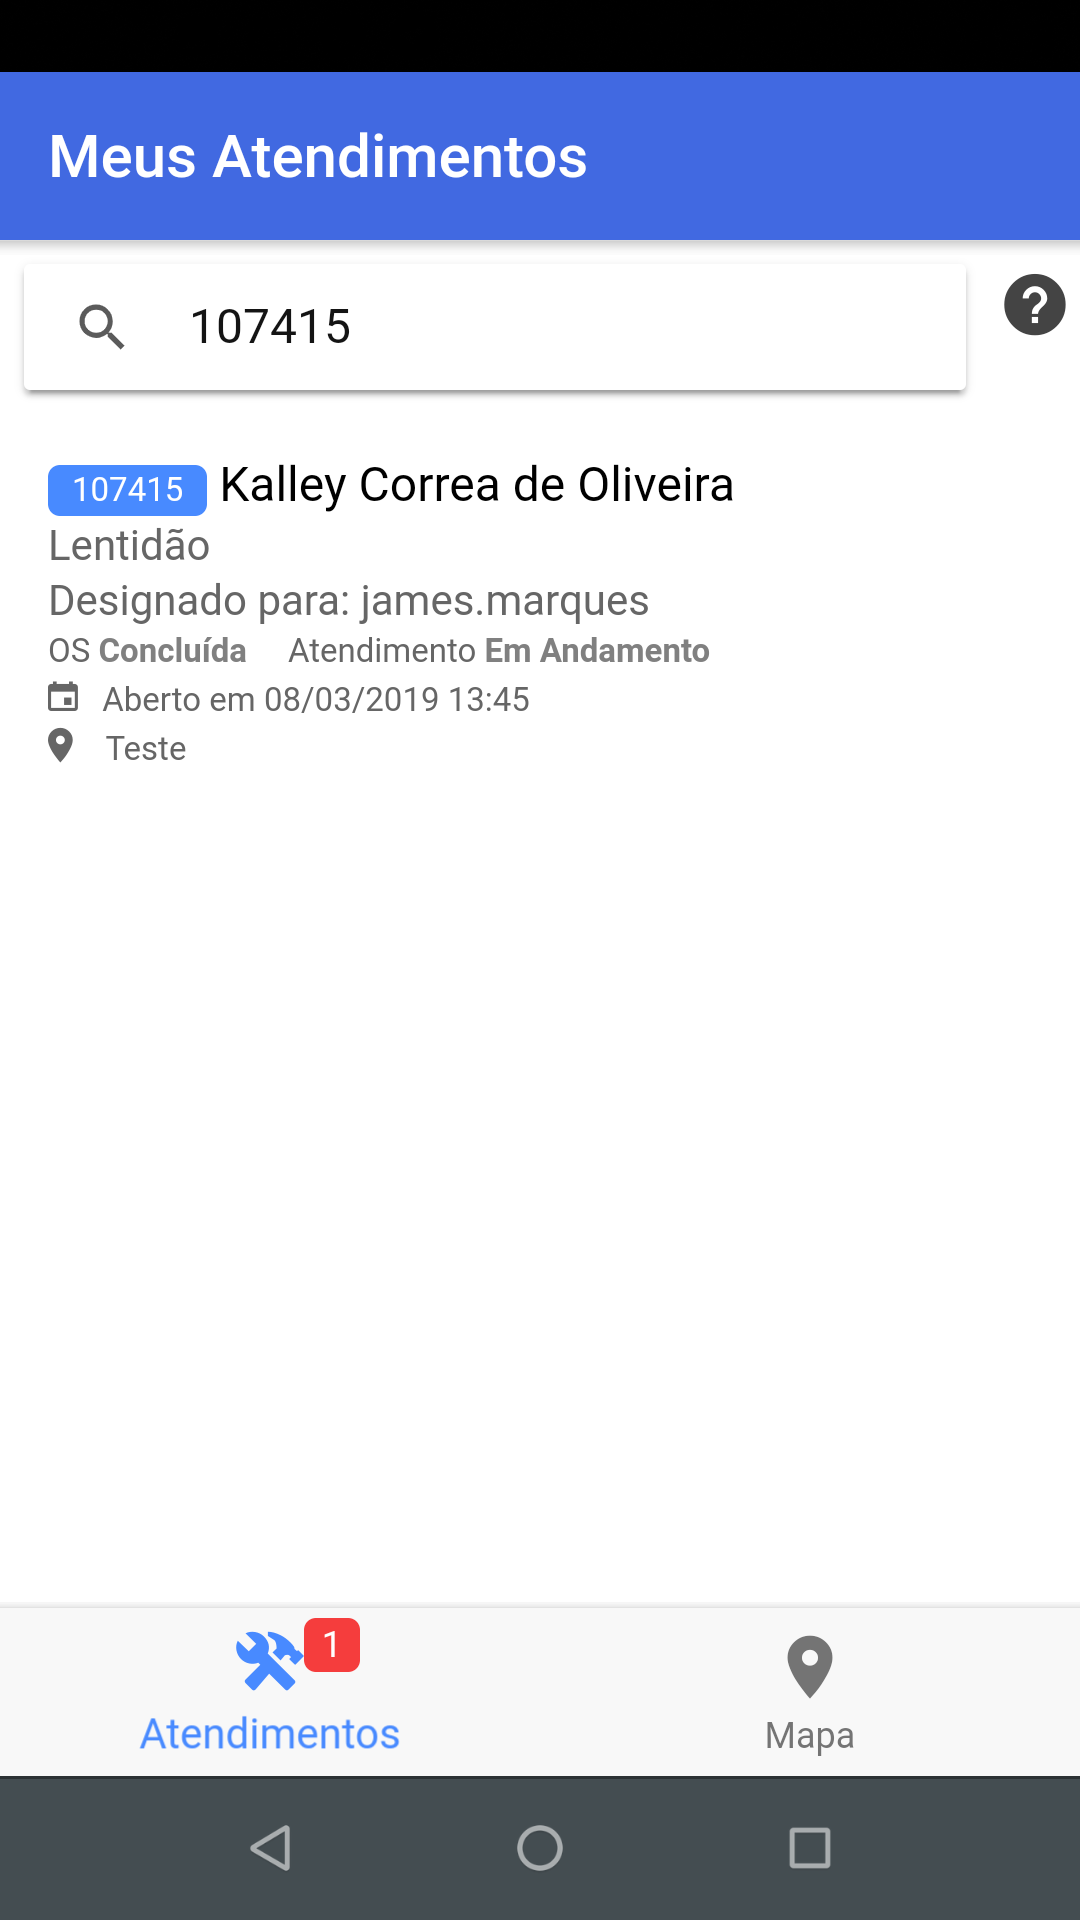 Meus Atendimentos
107415
107415 Kalley Correa de Oliveira
Lentidão
Designado para: james.marques
OS Concluída Atendimento Em Andamento
Aberto em 08/03/2019 13:45
Teste
1
Atendimentos
Mapa